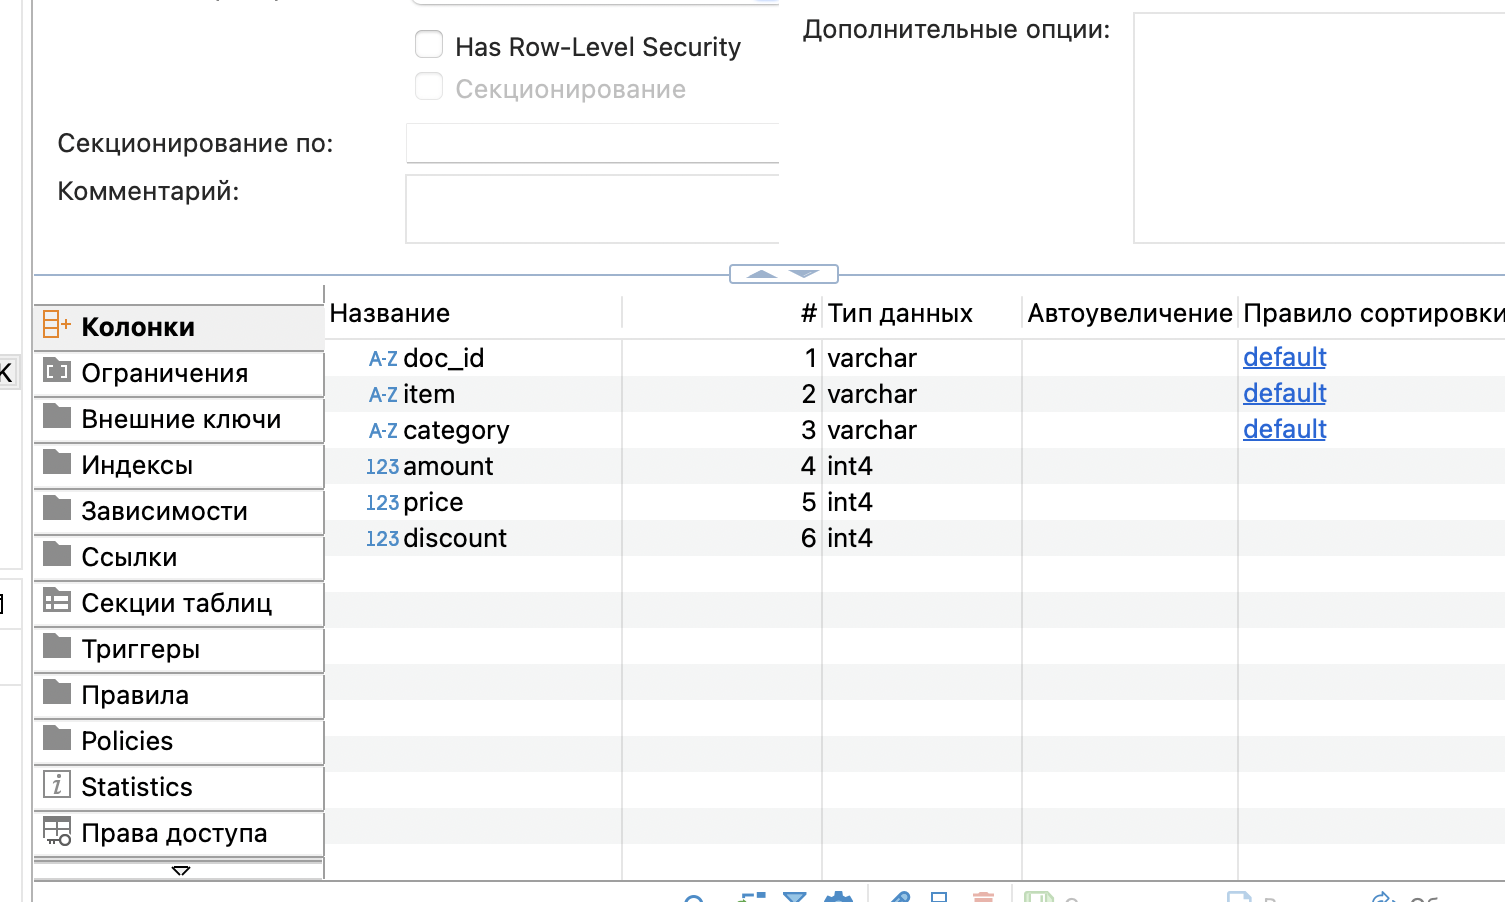 Has Row-Level Security
Секционирование
Секционирование по:
Комментарий:
Дополнительные опции:
Колонки
Ограничения
Внешние ключи
Индексы
Зависимости
Ссылки
Секции таблиц
Триггеры
Правила
Policies
Statistics
Права доступа
Название # Тип данных Автоувеличение Правило сортировки
A-Z doc_id 1 varchar default
A-Z item 2 varchar default
A-Z category 3 varchar default
123 amount 4 int4
123 price 5 int4
123 discount 6 int4